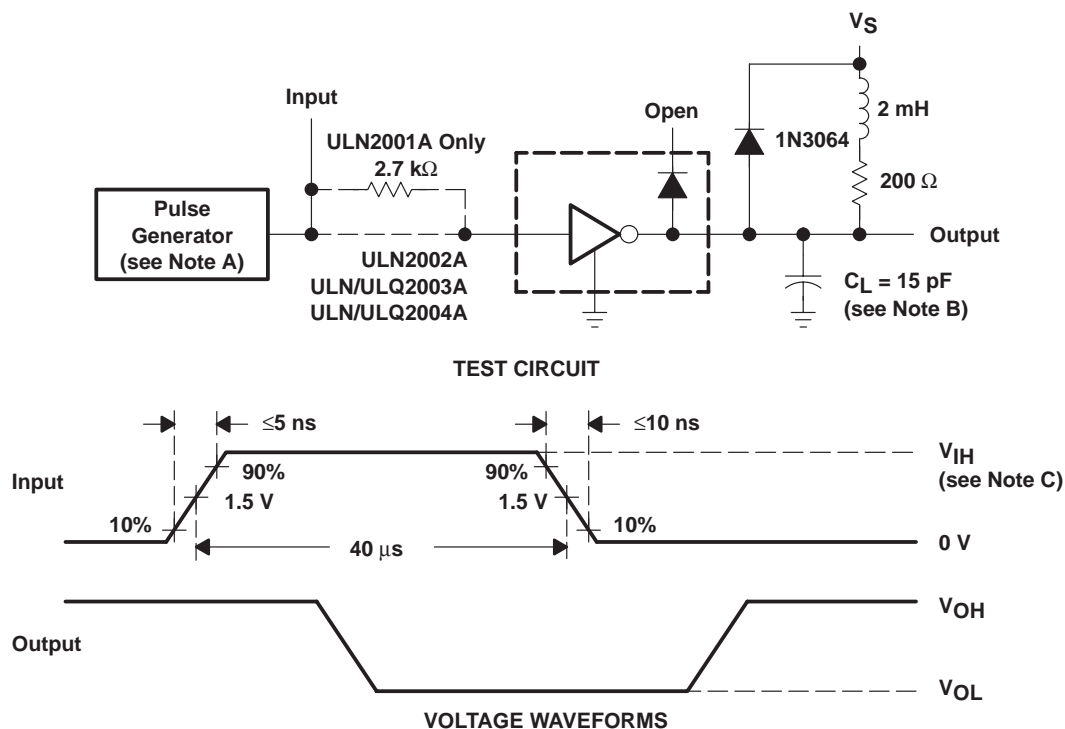 VS
Input
Open
2 mH
ULN2001A Only
1N3064
2.7 kΩ
200 Ω
Pulse
Generator
(see Note A)
Output
ULN2002A
ULN/ULQ2003A
ULN/ULQ2004A
CL = 15 pF
(see Note B)
TEST CIRCUIT
≤5 ns
≤10 ns
Input
90%
90%
VIH
(see Note C)
1.5 V
1.5 V
10%
10%
40 μs
0 V
Output
VOH
VOL
VOLTAGE WAVEFORMS